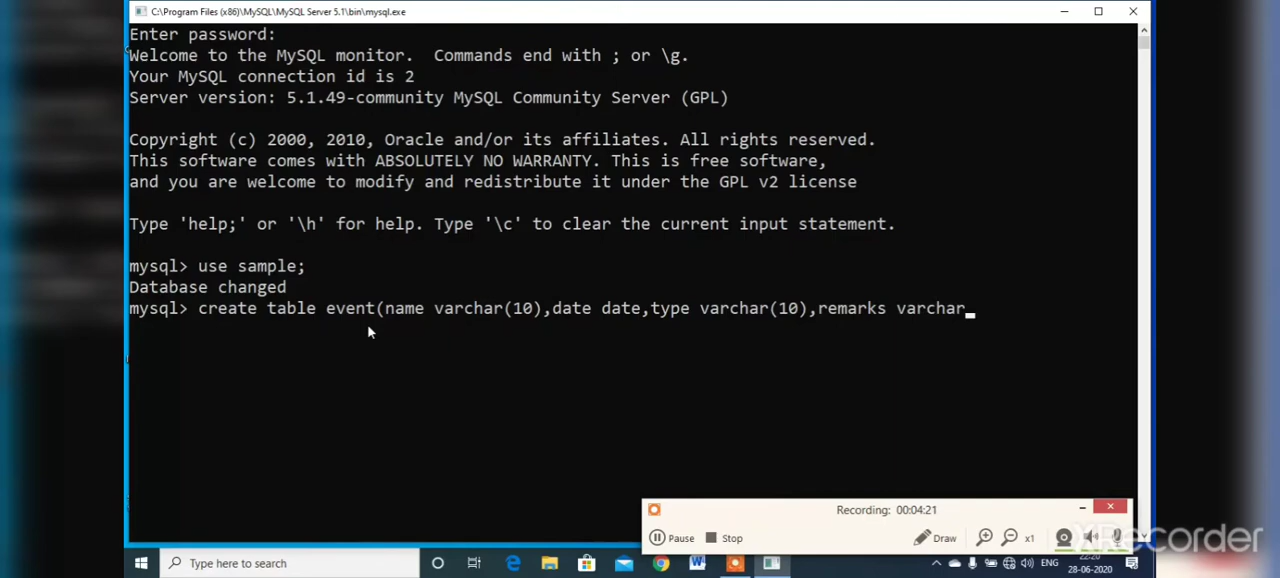 C:\Program Files (x86)\MySQL\MySQL Server 5.1\bin\mysql.exe
Enter password:
Welcome to the MySQL monitor.  Commands end with ; or \g.
Your MySQL connection id is 2
Server version: 5.1.49-community MySQL Community Server (GPL)
Copyright (c) 2000, 2010, Oracle and/or its affiliates. All rights reserved.
This software comes with ABSOLUTELY NO WARRANTY. This is free software,
and you are welcome to modify and redistribute it under the GPL v2 license
Type 'help;' or '\h' for help. Type '\c' to clear the current input statement.
mysql> use sample;
Database changed
mysql> create table event(name varchar(10),date date,type varchar(10),remarks varchar_
Recording: 00:04:21
Pause Stop Draw x1
XRecorder
Type here to search
ENG
22:20
28-06-2020